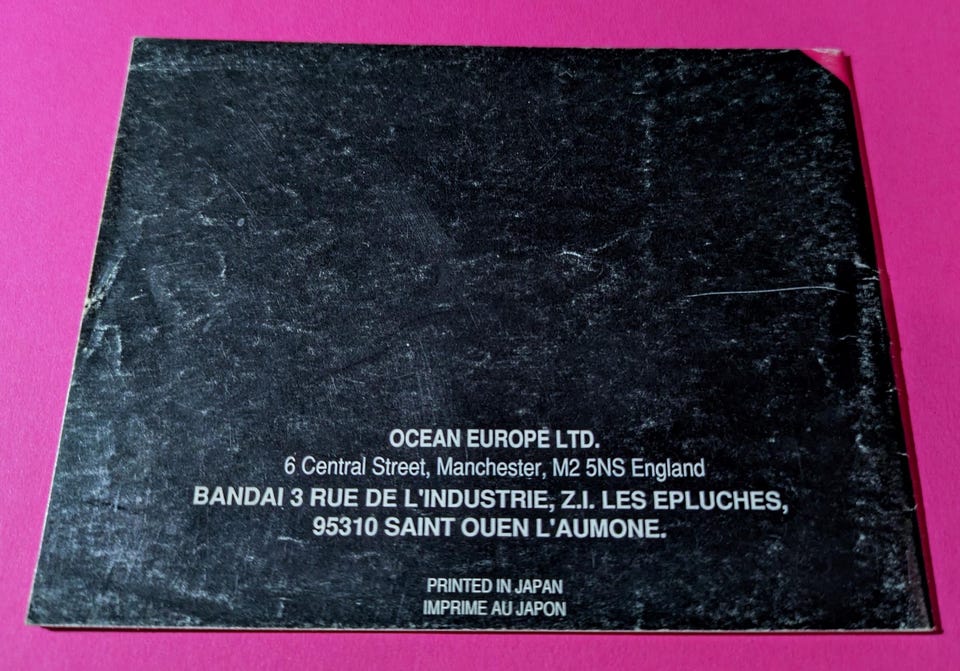 OCEAN EUROPE LTD.
6 Central Street, Manchester, M2 5NS England
BANDAI 3 RUE DE L'INDUSTRIE, Z.I. LES EPLUCHES,
95310 SAINT OUEN L'AUMONE.
PRINTED IN JAPAN
IMPRIME AU JAPON